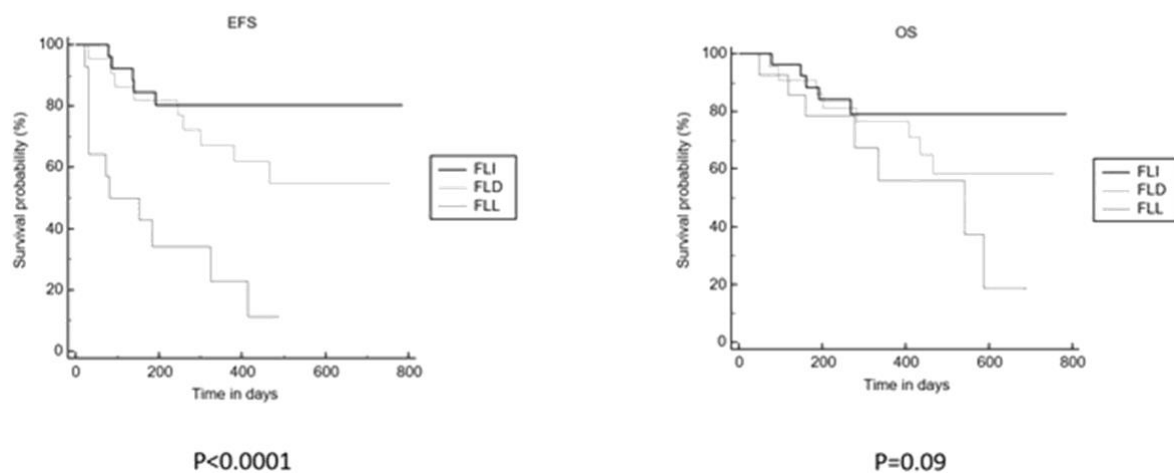 EFS
100
80
60
40
20
0
Survival probability (%)
0 200 400 600 800
Time in days
FLI
FLD
FLL
P<0.0001
OS
100
80
60
40
20
0
Survival probability (%)
0 200 400 600 800
Time in days
FLI
FLD
FLL
P=0.09